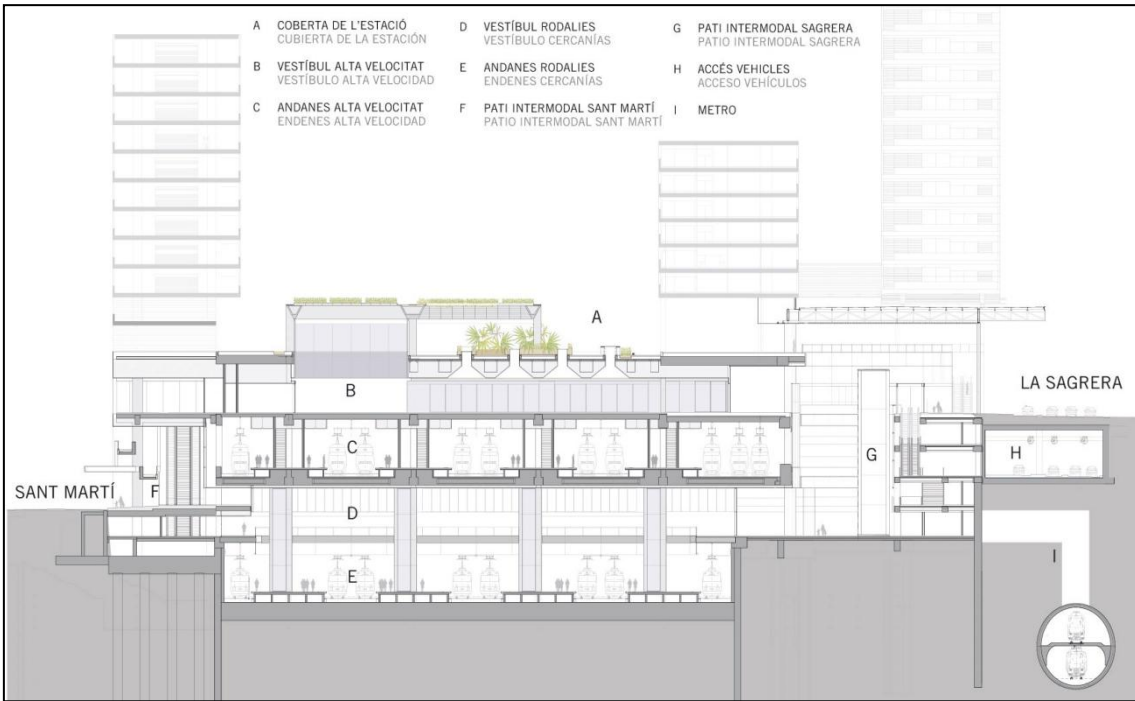 A COBERTA DE L'ESTACIÓ
CUBIERTA DE LA ESTACIÓN
B VESTÍBUL ALTA VELOCITAT
VESTÍBULO ALTA VELOCIDAD
C ANDANES ALTA VELOCITAT
ENDENES ALTA VELOCIDAD
D VESTÍBUL RODALIES
VESTÍBULO CERCANÍAS
E ANDANES RODALIES
ENDENES CERCANÍAS
F PATI INTERMODAL SANT MARTÍ
PATIO INTERMODAL SANT MARTÍ
G PATI INTERMODAL SAGRERA
PATIO INTERMODAL SAGRERA
H ACCÉS VEHICLES
ACCESO VEHÍCULOS
I METRO
A
B
LA SAGRERA
C
G
H
SANT MARTÍ
F
D
I
E